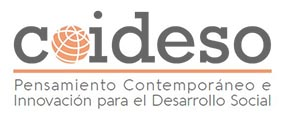 coideso
Pensamiento Contemporáneo e
Innovación para el Desarrollo Social